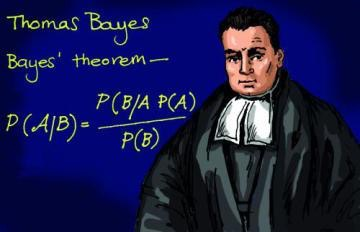 Thomas Bayes
Bayes' theorem —
P(A/B) = P(B/A P(A) / P(B)